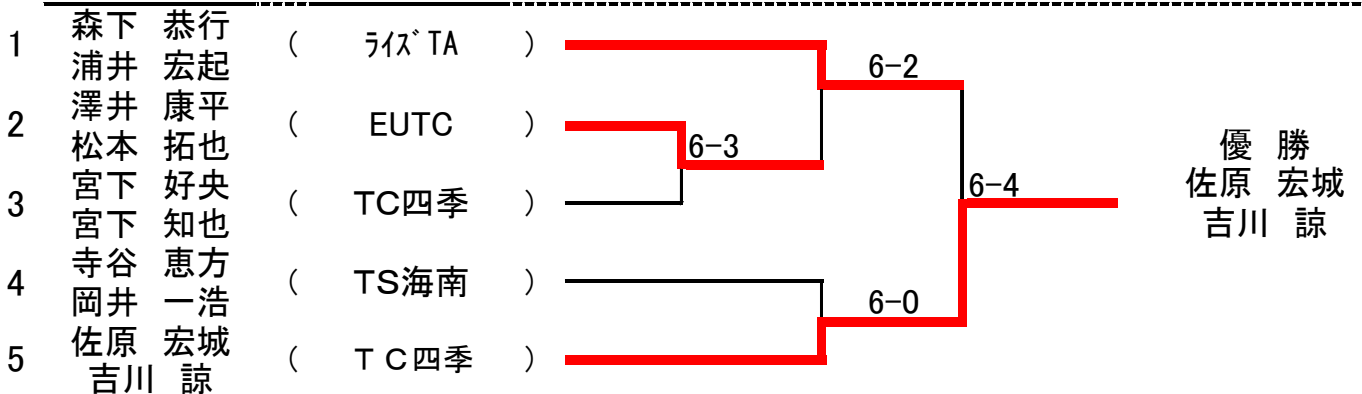 森下 恭行
1 ( ﾗｲｽﾞTA )
浦井 宏起
6-2
澤井 康平
2 ( EUTC )
松本 拓也
6-3
優 勝
宮下 好央
佐原 宏城
3 ( TC四季 )
6-4
宮下 知也
吉川 諒
寺谷 恵方
4 ( TS海南 )
岡井 一浩
6-0
佐原 宏城
5 ( ＴＣ四季 )
吉川 諒